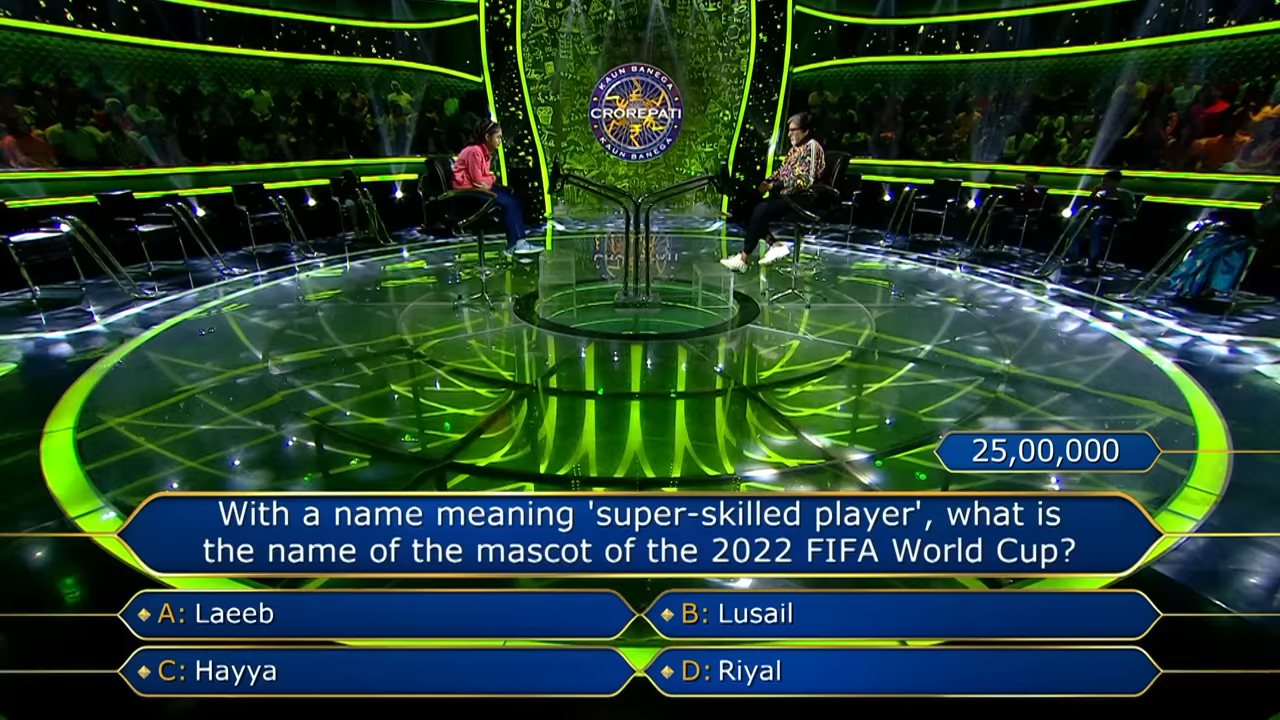 KAUN BANEGA
CROREPATI
KAUN BANEGA
25,00,000
With a name meaning 'super-skilled player', what is
the name of the mascot of the 2022 FIFA World Cup?
A: Laeeb
B: Lusail
C: Hayya
D: Riyal